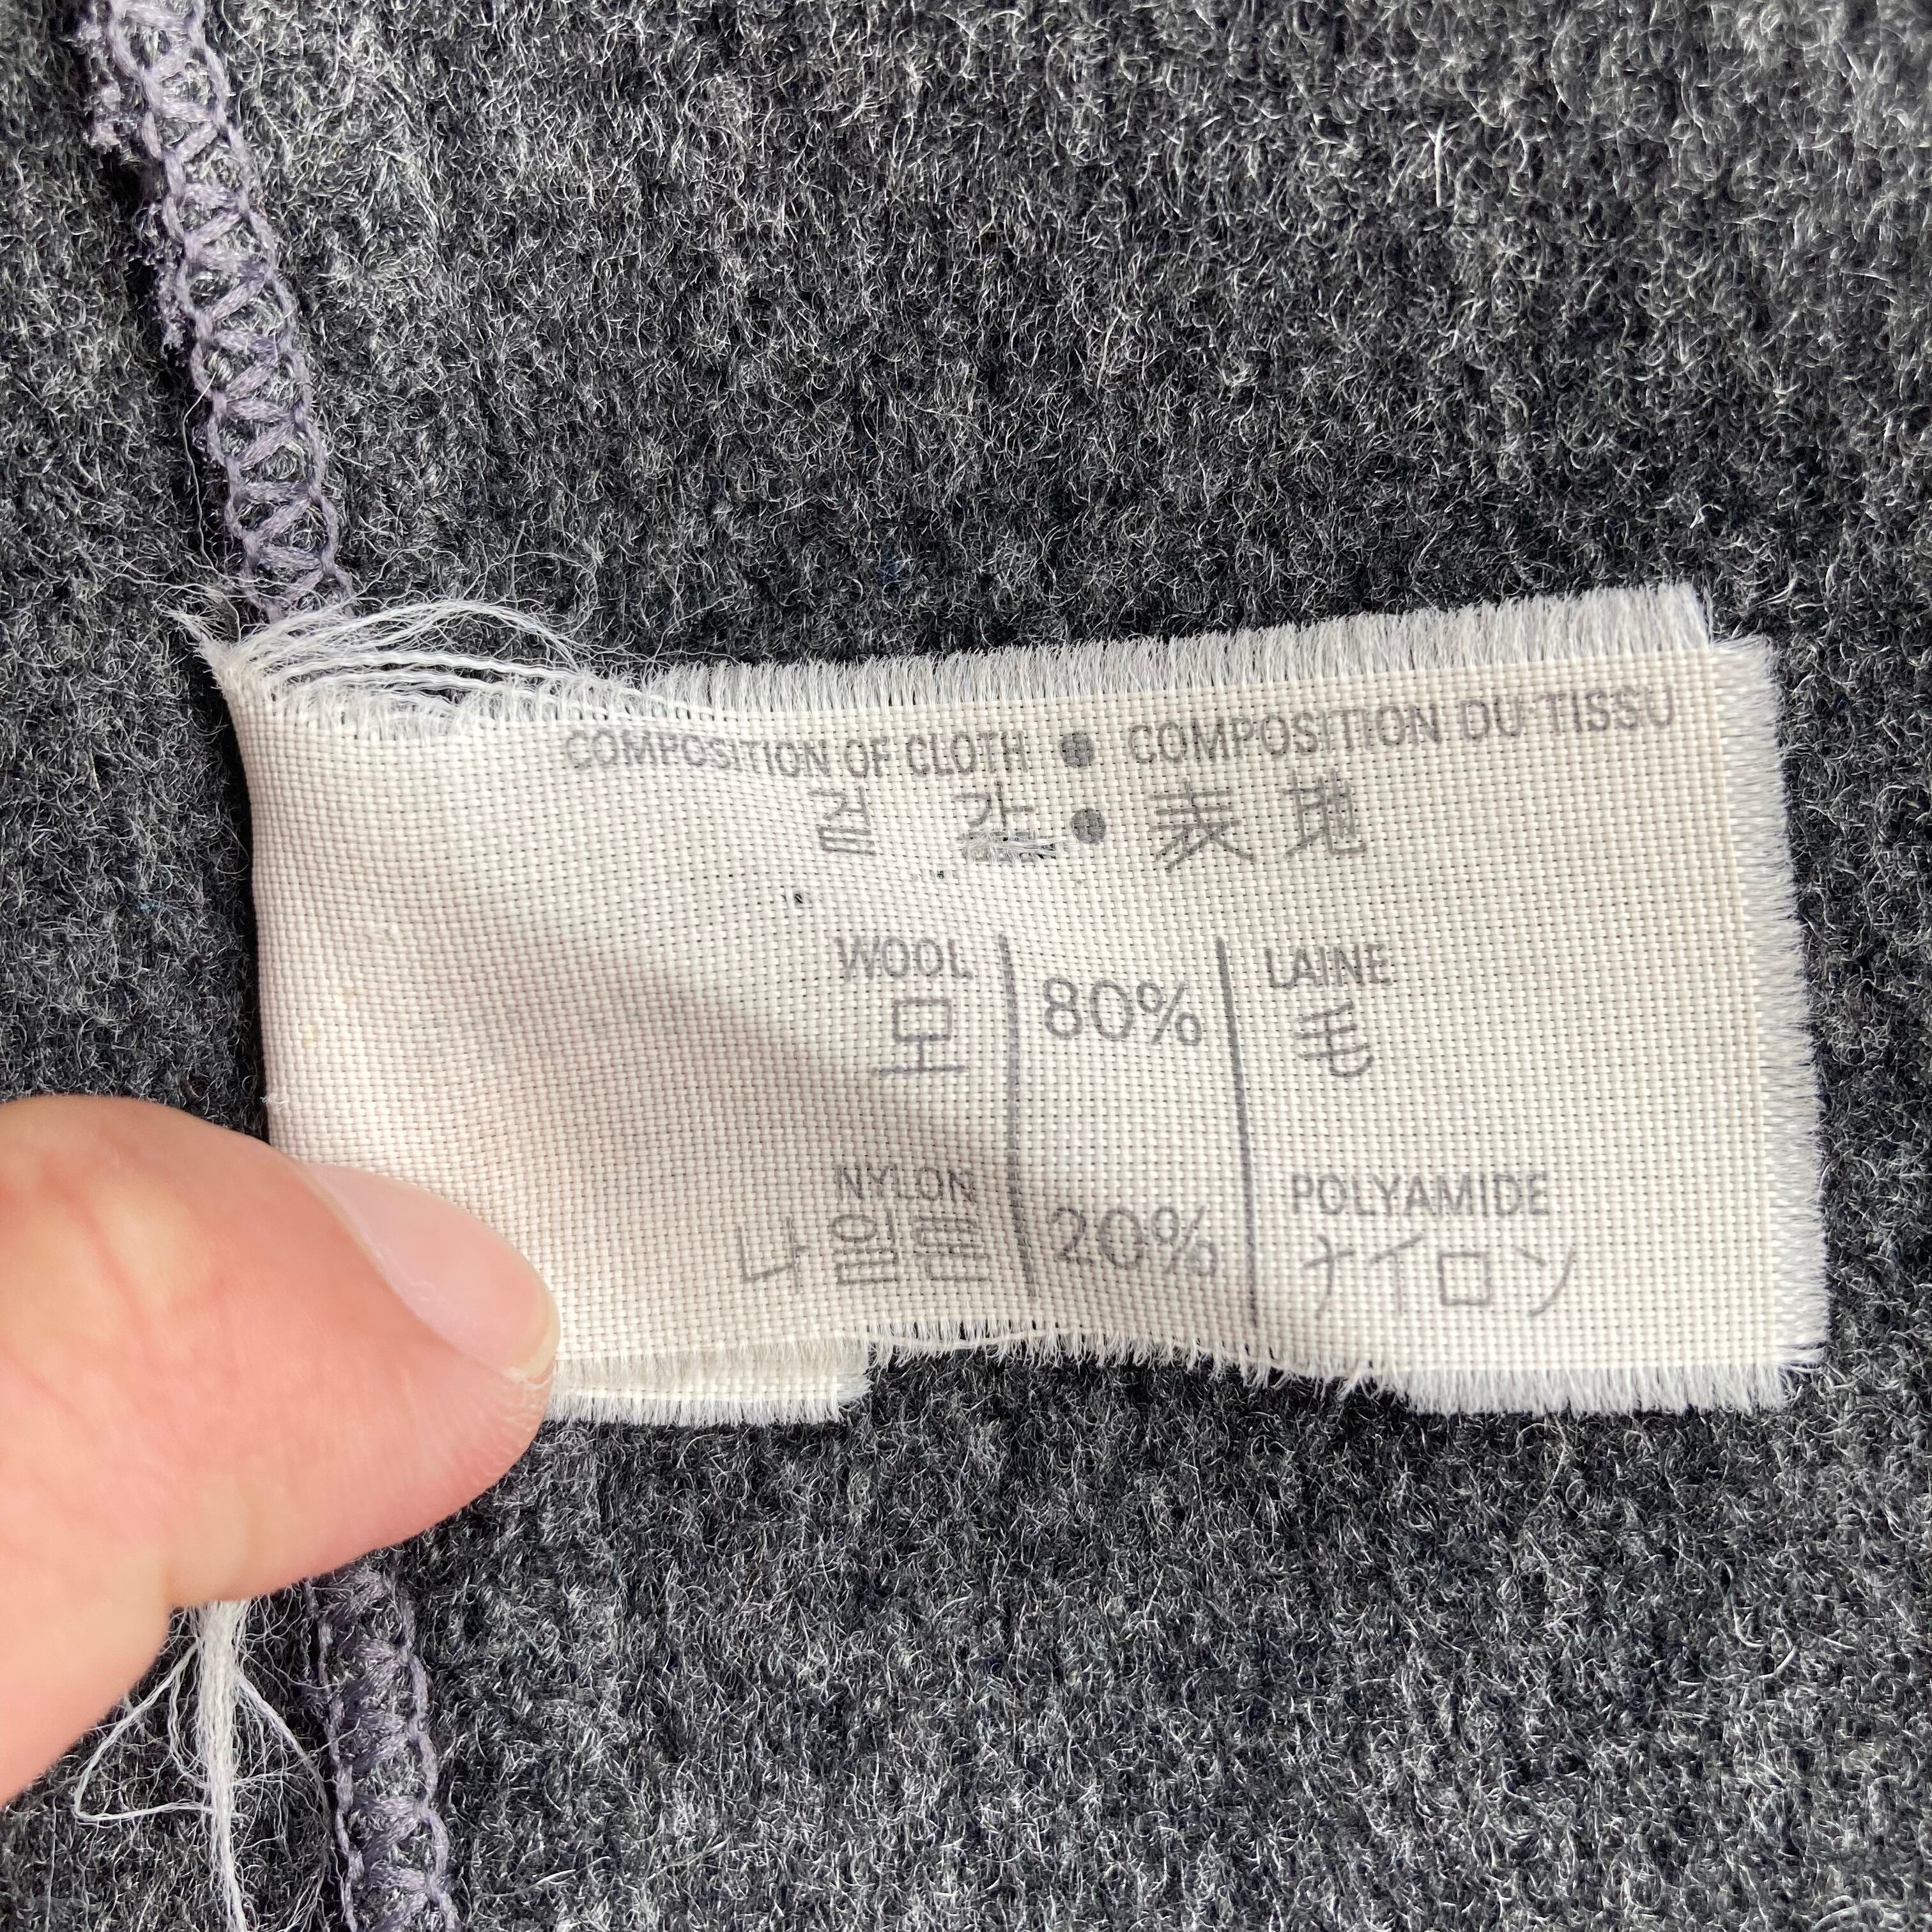 COMPOSITION OF CLOTH ● COMPOSITION DU TISSU
겉 감 ● 表 地
WOOL 80% LAINE
모 毛
NYLON 20% POLYAMIDE
나일론 ナイロン